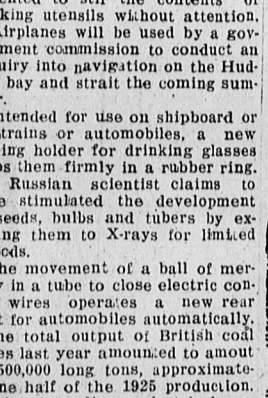 king utensils without attention.
Airplanes will be used by a gov-
ment commission to conduct an
uiry into navigation on the Hud-
bay and strait the coming sum-
r.
ntended for use on shipboard or
trains or automobiles, a new
ing holder for drinking glasses
s them firmly in a rubber ring.
Russian scientist claims to
e stimulated the development
seeds, bulbs and tubers by ex-
ng them to X-rays for limited
ods.
he movement of a ball of mer-
y in a tube to close electric con-
wires operates a new rear
t for automobiles automatically.
he total output of British coal
es last year amounted to amout
500,000 long tons, approximate-
ne half of the 1925 production.